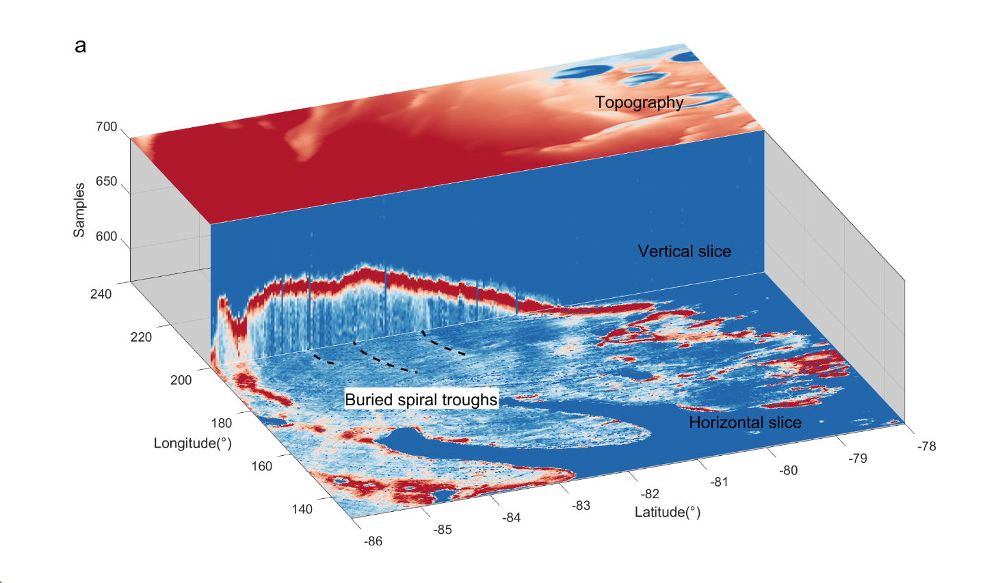 a
Topography
700
650
Samples
600
Vertical slice
240
220
200
Buried spiral troughs
180
Horizontal slice
Longitude(°)
-78
160
-79
-80
-81
140
-82
-83
Latitude(°)
-84
-85
-86